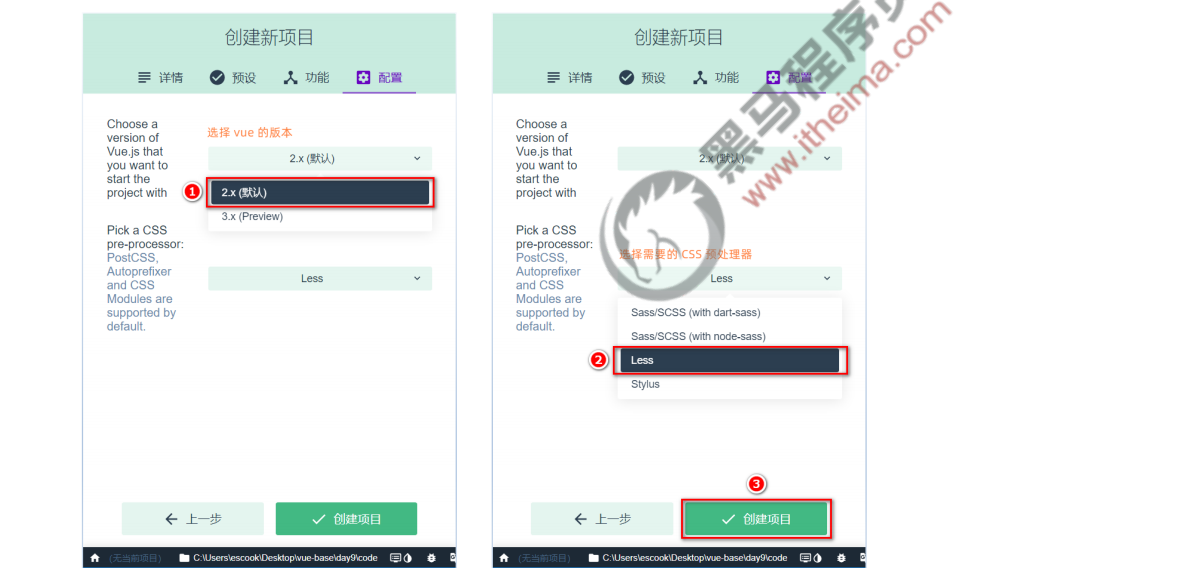 创建新项目
详情
预设
功能
配置
Choose a
version of
Vue.js that
you want to
start the
project with
选择 vue 的版本
2.x (默认)
1
2.x (默认)
3.x (Preview)
Pick a CSS
pre-processor:
PostCSS,
Autoprefixer
and CSS
Modules are
supported by
default.
Less
上一步
创建项目
(无当前项目)
C:\Users\escook\Desktop\vue-base\day9\code
创建新项目
详情
预设
功能
配置
Choose a
version of
Vue.js that
you want to
start the
project with
2.x (默认)
Pick a CSS
pre-processor:
PostCSS,
Autoprefixer
and CSS
Modules are
supported by
default.
选择需要的 CSS 预处理器
Less
Sass/SCSS (with dart-sass)
Sass/SCSS (with node-sass)
2
Less
Stylus
3
上一步
创建项目
(无当前项目)
C:\Users\escook\Desktop\vue-base\day9\code
黑马程序员
www.itheima.com